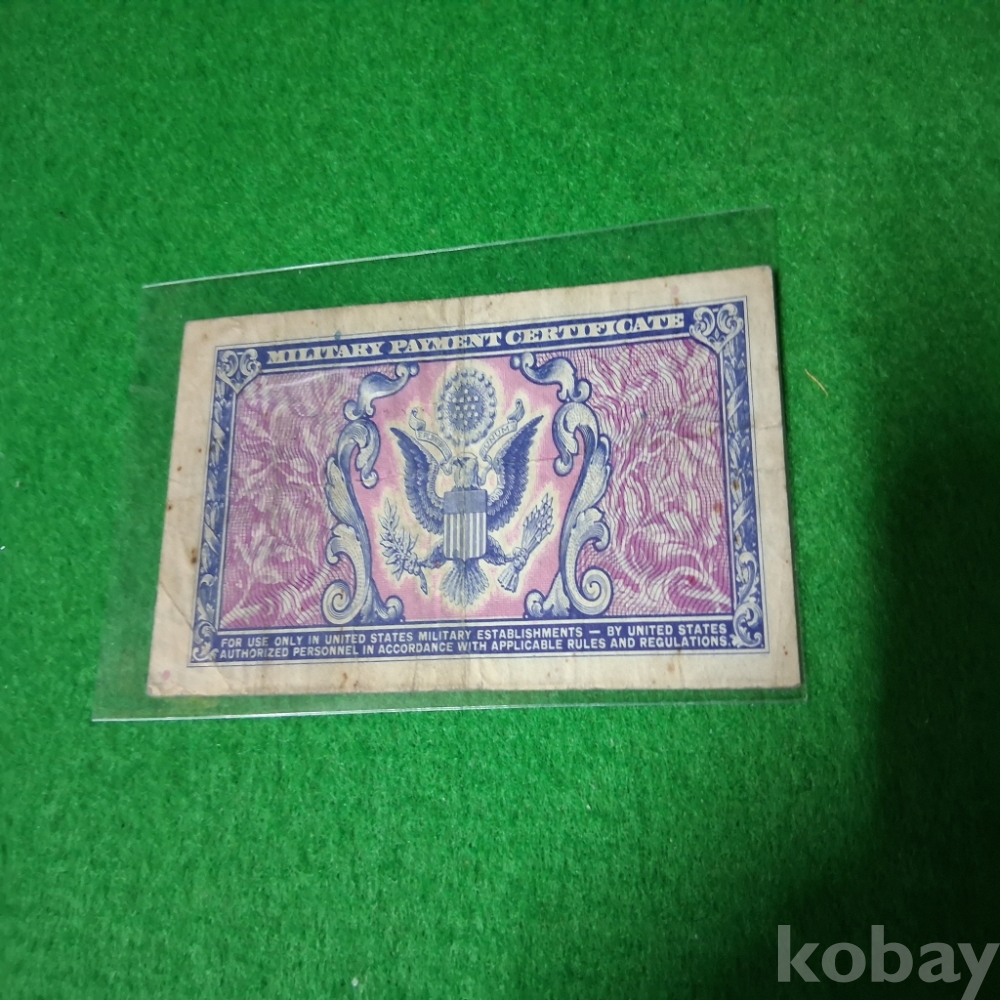 MILITARY PAYMENT CERTIFICATE
UNUM
FOR USE ONLY IN UNITED STATES MILITARY ESTABLISHMENTS — BY UNITED STATES
AUTHORIZED PERSONNEL IN ACCORDANCE WITH APPLICABLE RULES AND REGULATIONS.
kobay